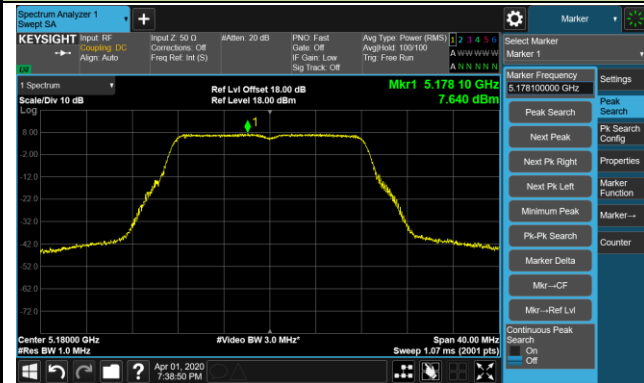 Spectrum Analyzer 1
Swept SA
+
Marker
KEYSIGHT
Input: RF
Coupling: DC
Align: Auto
Input Z: 50 Ω
Corrections: Off
Freq Ref: Int (S)
#Atten: 20 dB
PNO: Fast
Gate: Off
IF Gain: Low
Sig Track: Off
Avg Type: Power (RMS)
Avg|Hold: 100/100
Trig: Free Run
1 2 3 4 5 6
A W W W W W
A N N N N N
Select Marker
Marker 1
1 Spectrum
Scale/Div 10 dB
Log
Ref Lvl Offset 18.00 dB
Ref Level 18.00 dBm
Mkr1 5.178 10 GHz
7.640 dBm
1
8.00
-2.00
-12.0
-22.0
-32.0
-42.0
-52.0
-62.0
-72.0
Center 5.18000 GHz
#Res BW 1.0 MHz
#Video BW 3.0 MHz*
Span 40.00 MHz
Sweep 1.07 ms (2001 pts)
Marker Frequency
5.178100000 GHz
Peak Search
Next Peak
Next Pk Right
Next Pk Left
Minimum Peak
Pk-Pk Search
Marker Delta
Mkr→CF
Mkr→Ref Lvl
Continuous Peak
Search
On
Off
Settings
Peak
Search
Pk Search
Config
Properties
Marker
Function
Marker→
Counter
?
Apr 01, 2020
7:38:50 PM